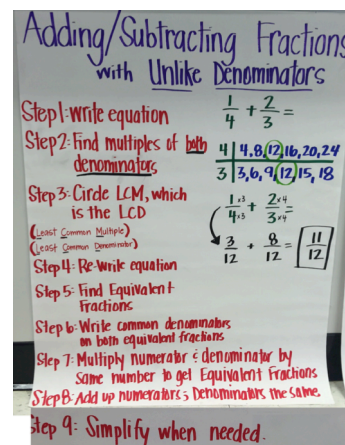 Adding/Subtracting Fractions
with Unlike Denominators
Step 1: Write equation
1/4 + 2/3 =
Step 2: Find multiples of both
denominators
4 | 4,8,12,16,20,24
3 | 3,6,9,12,15,18
Step 3: Circle LCM, which
is the LCD
(Least Common Multiple)
(Least Common Denominator)
1×3/4×3 + 2×4/3×4 =
3/12 + 8/12 = 11/12
Step 4: Re-write equation
Step 5: Find Equivalent
Fractions
Step 6: Write common denominators
on both equivalent fractions
Step 7: Multiply numerator & denominator by
same number to get Equivalent Fractions
Step 8: Add up numerators; Denominators the same.
Step 9: Simplify when needed.